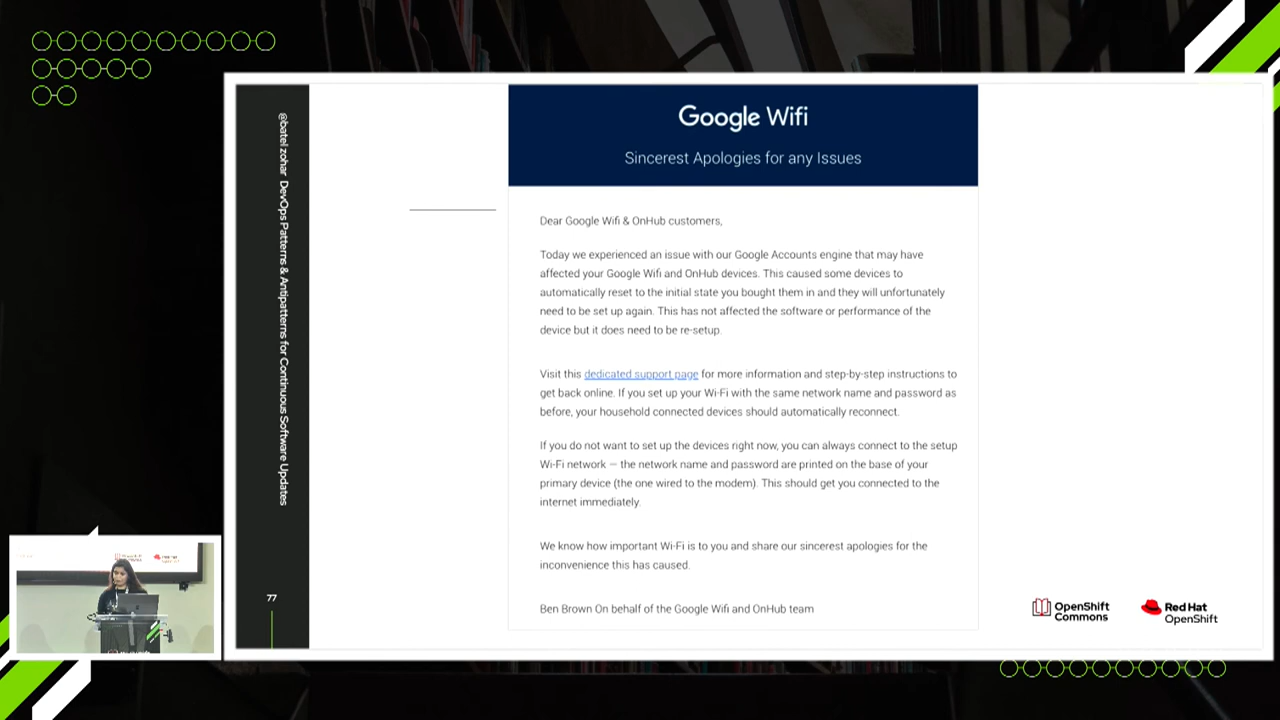 @batel zohar DevOps Patterns & Antipatterns for Continuous Software Updates
77
Google Wifi
Sincerest Apologies for any Issues
Dear Google Wifi & OnHub customers,
Today we experienced an issue with our Google Accounts engine that may have
affected your Google Wifi and OnHub devices. This caused some devices to
automatically reset to the initial state you bought them in and they will unfortunately
need to be set up again. This has not affected the software or performance of the
device but it does need to be re-setup.
Visit this dedicated support page for more information and step-by-step instructions to
get back online. If you set up your Wi-Fi with the same network name and password as
before, your household connected devices should automatically reconnect.
If you do not want to set up the devices right now, you can always connect to the setup
Wi-Fi network — the network name and password are printed on the base of your
primary device (the one wired to the modem). This should get you connected to the
internet immediately.
We know how important Wi-Fi is to you and share our sincerest apologies for the
inconvenience this has caused.
Ben Brown On behalf of the Google Wifi and OnHub team
OpenShift
Commons
Red Hat
OpenShift